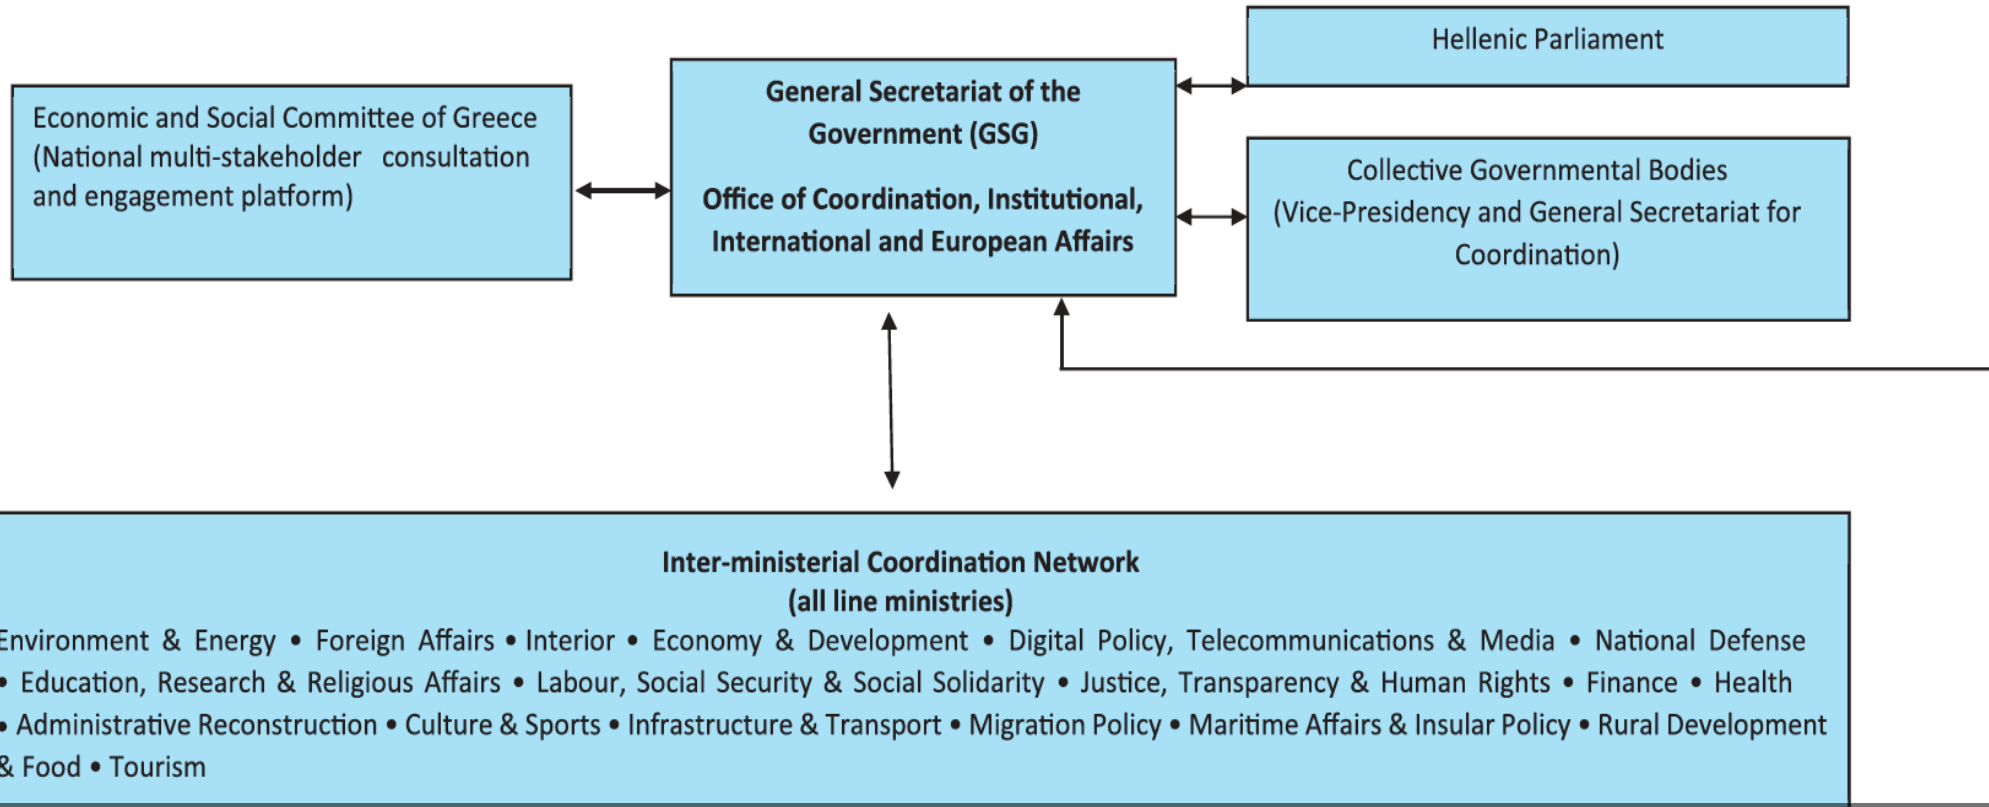 Hellenic Parliament
Economic and Social Committee of Greece
(National multi-stakeholder consultation
and engagement platform)
General Secretariat of the
Government (GSG)
Office of Coordination, Institutional,
International and European Affairs
Collective Governmental Bodies
(Vice-Presidency and General Secretariat for
Coordination)
Inter-ministerial Coordination Network
(all line ministries)
Environment & Energy • Foreign Affairs • Interior • Economy & Development • Digital Policy, Telecommunications & Media • National Defense
• Education, Research & Religious Affairs • Labour, Social Security & Social Solidarity • Justice, Transparency & Human Rights • Finance • Health
• Administrative Reconstruction • Culture & Sports • Infrastructure & Transport • Migration Policy • Maritime Affairs & Insular Policy • Rural Development
& Food • Tourism